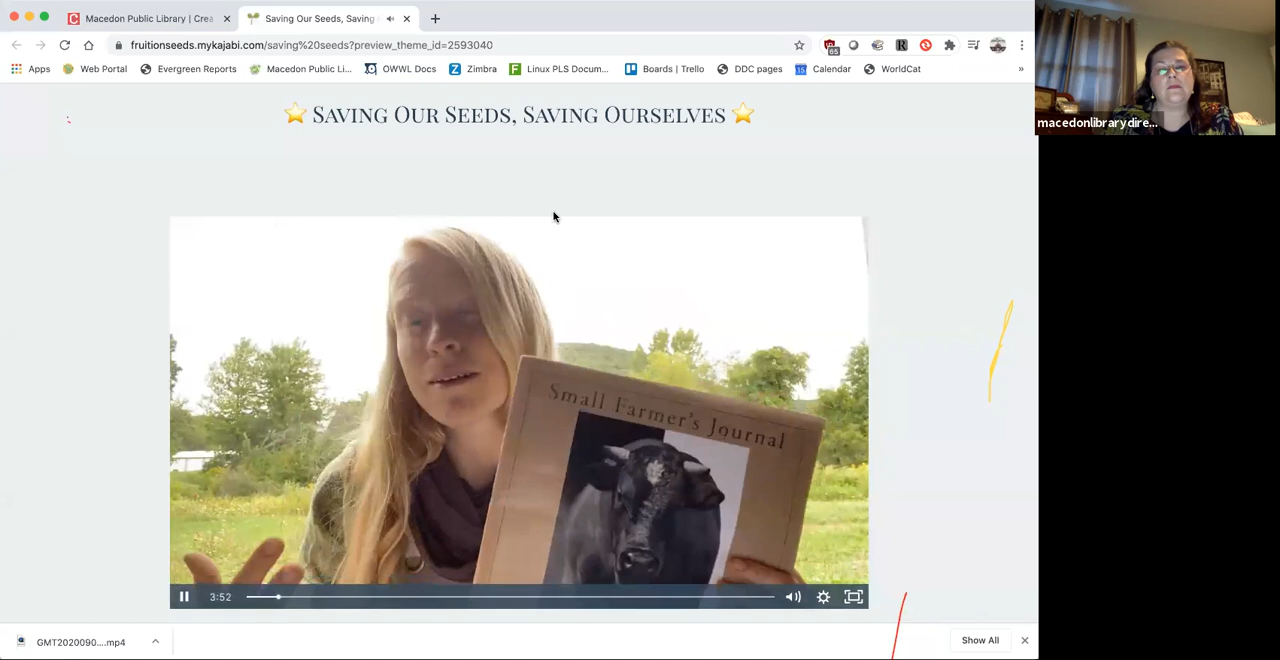 Macedon Public Library | Crea
Saving Our Seeds, Saving
fruitionseeds.mykajabi.com/saving%20seeds?preview_theme_id=2593040
65
Apps
Web Portal
Evergreen Reports
Macedon Public Li...
OWWL Docs
Zimbra
Linux PLS Docum...
Boards | Trello
DDC pages
Calendar
WorldCat
»
macedonlibrarydire...
SAVING OUR SEEDS, SAVING OURSELVES
Small Farmer's Journal
3:52
GMT2020090....mp4
Show All